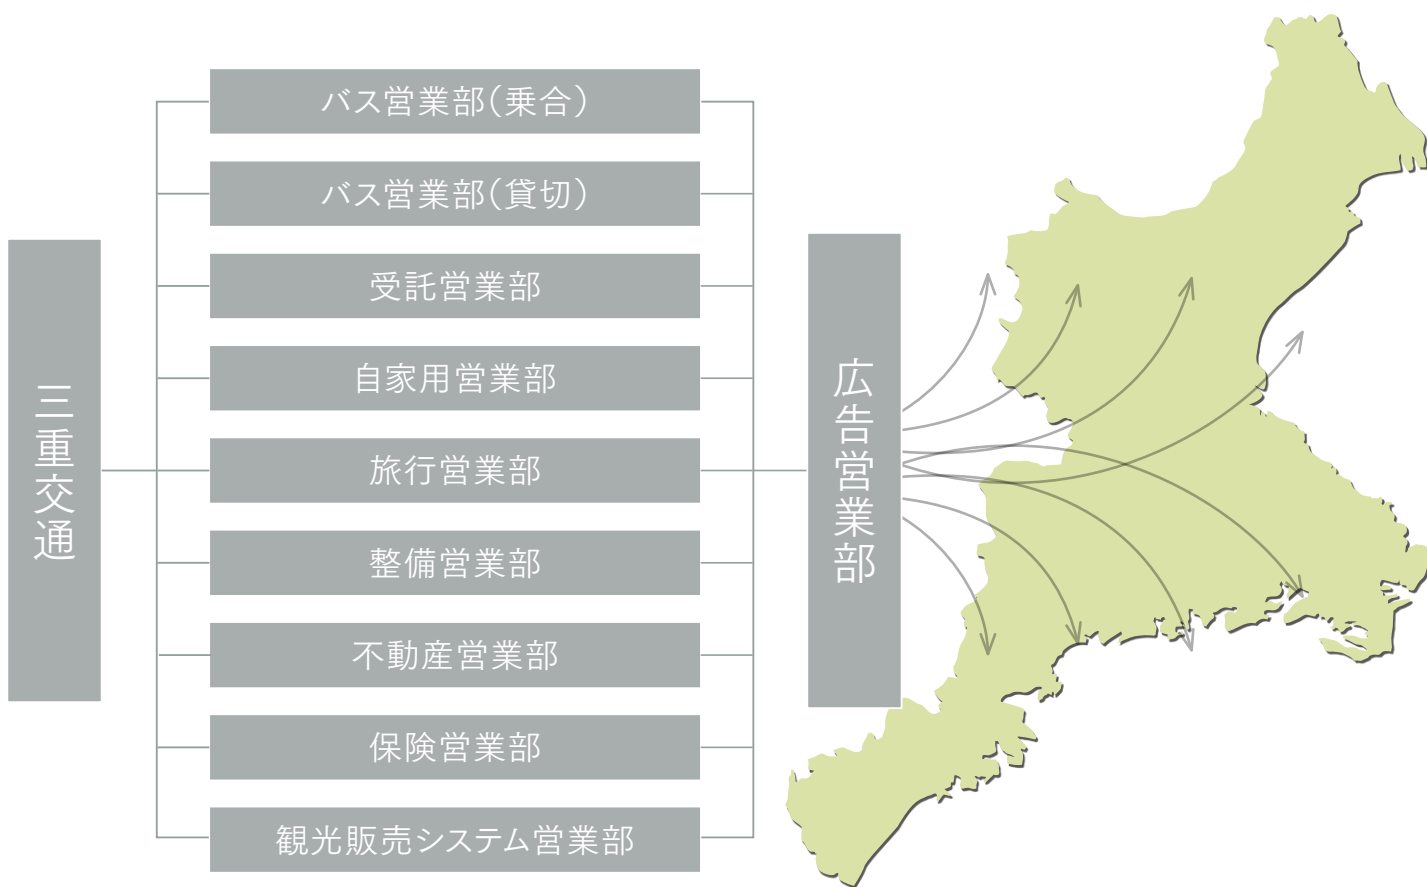 三重交通
バス営業部(乗合)
バス営業部(貸切)
受託営業部
自家用営業部
旅行営業部
整備営業部
不動産営業部
保険営業部
観光販売システム営業部
広告営業部